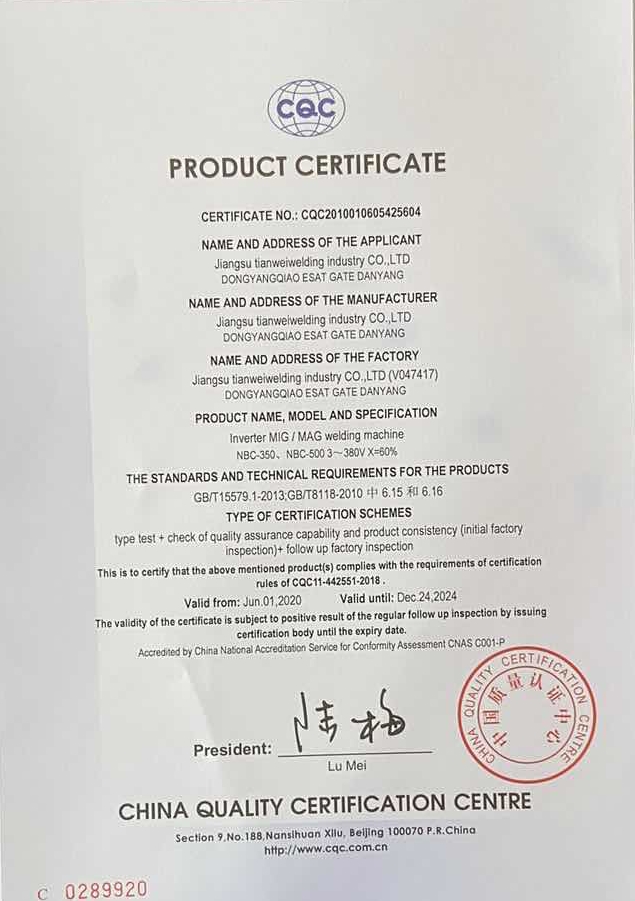 CQC
PRODUCT CERTIFICATE
CERTIFICATE NO.: CQC2010010605425604
NAME AND ADDRESS OF THE APPLICANT
Jiangsu tianweiwelding industry CO.,LTD
DONGYANGQIAO ESAT GATE DANYANG
NAME AND ADDRESS OF THE MANUFACTURER
Jiangsu tianweiwelding industry CO.,LTD
DONGYANGQIAO ESAT GATE DANYANG
NAME AND ADDRESS OF THE FACTORY
Jiangsu tianweiwelding industry CO.,LTD (V047417)
DONGYANGQIAO ESAT GATE DANYANG
PRODUCT NAME, MODEL AND SPECIFICATION
Inverter MIG / MAG welding machine
NBC-350、NBC-500 3～380V X=60%
THE STANDARDS AND TECHNICAL REQUIREMENTS FOR THE PRODUCTS
GB/T15579.1-2013;GB/T8118-2010 中 6.15 和 6.16
TYPE OF CERTIFICATION SCHEMES
type test + check of quality assurance capability and product consistency (initial factory
inspection)+ follow up factory inspection
This is to certify that the above mentioned product(s) complies with the requirements of certification
rules of CQC11-442551-2018 .
Valid from: Jun.01,2020 Valid until: Dec.24,2024
The validity of the certificate is subject to positive result of the regular follow up inspection by issuing
certification body until the expiry date.
Accredited by China National Accreditation Service for Conformity Assessment CNAS C001-P
CHINA QUALITY CERTIFICATION CENTRE
中国质量认证中心
陆梅
President:
Lu Mei
CHINA QUALITY CERTIFICATION CENTRE
Section 9,No.188,Nansihuan Xilu, Beijing 100070 P.R.China
http://www.cqc.com.cn
C 0289920